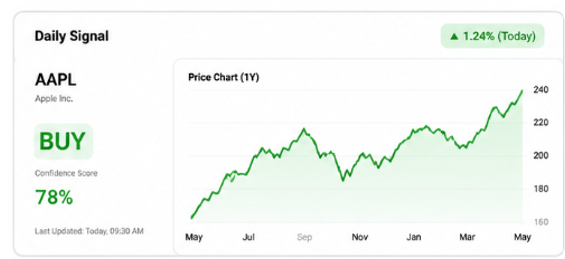 Daily Signal
▲ 1.24% (Today)
AAPL
Apple Inc.
BUY
Confidence Score
78%
Last Updated: Today, 09:30 AM
Price Chart (1Y)
240
220
200
180
160
May Jul Sep Nov Jan Mar May